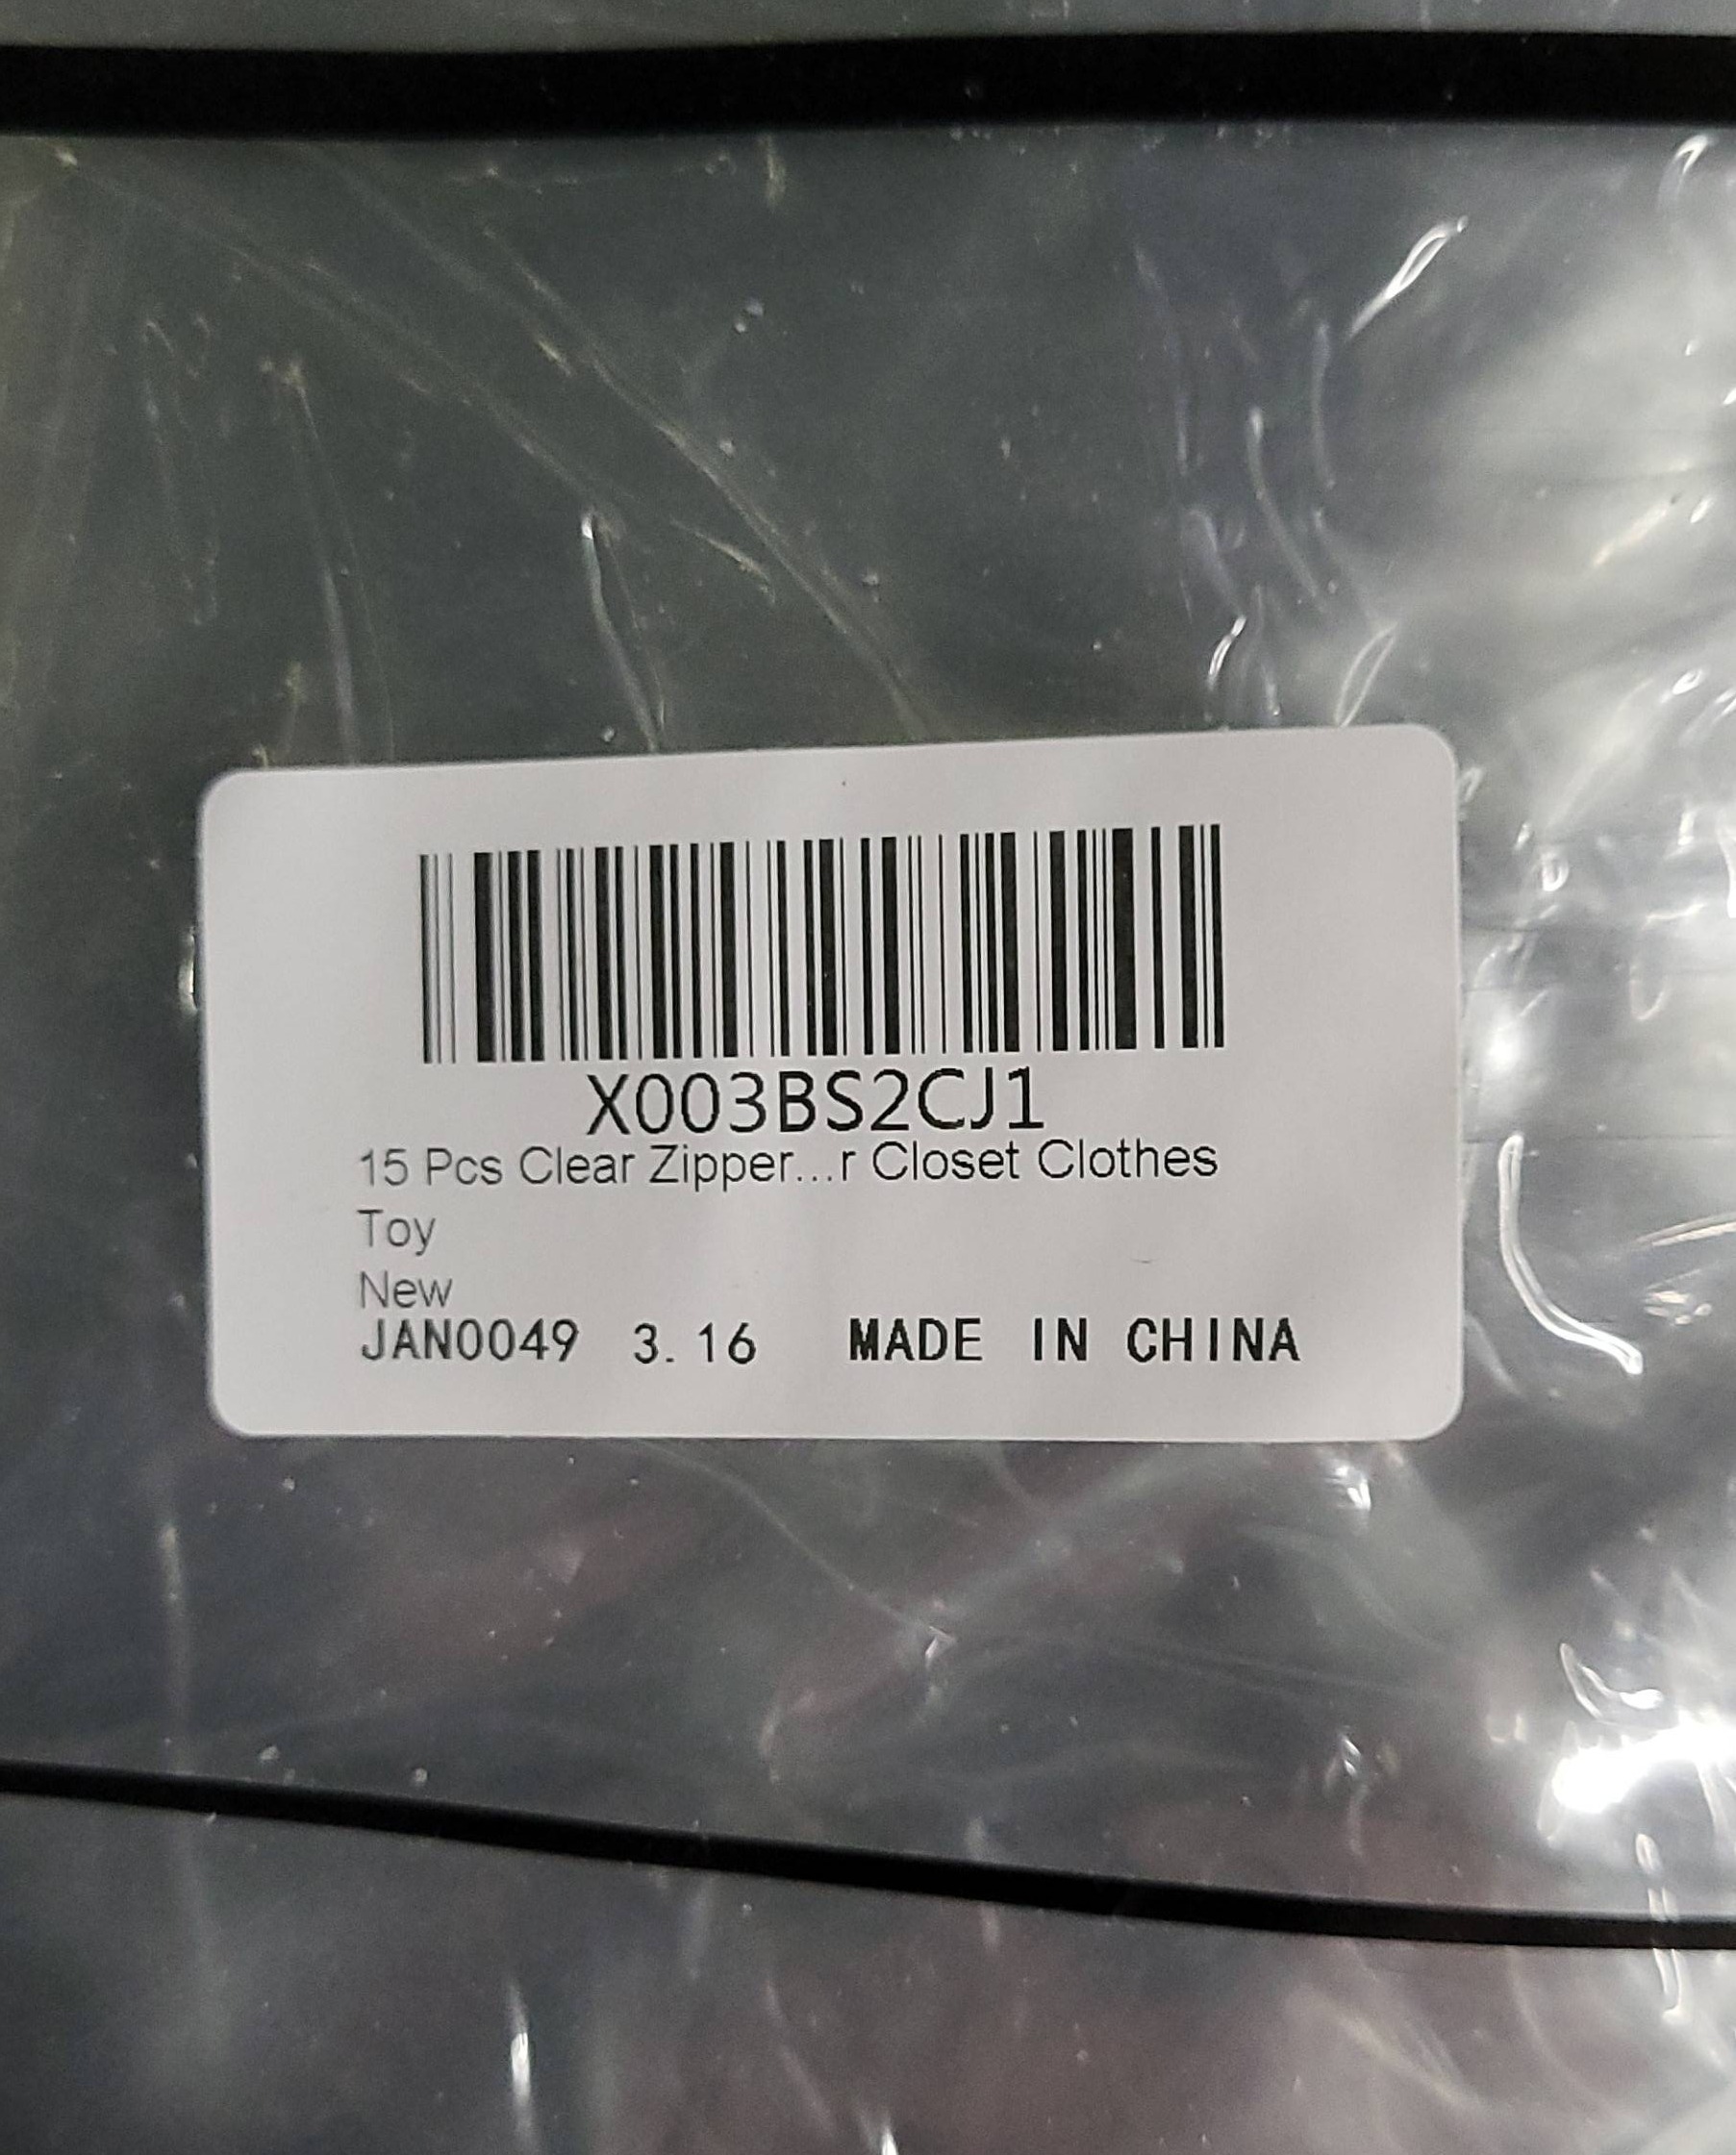 X003BS2CJ1
15 Pcs Clear Zipper...r Closet Clothes
Toy
New
JAN0049 3.16 MADE IN CHINA